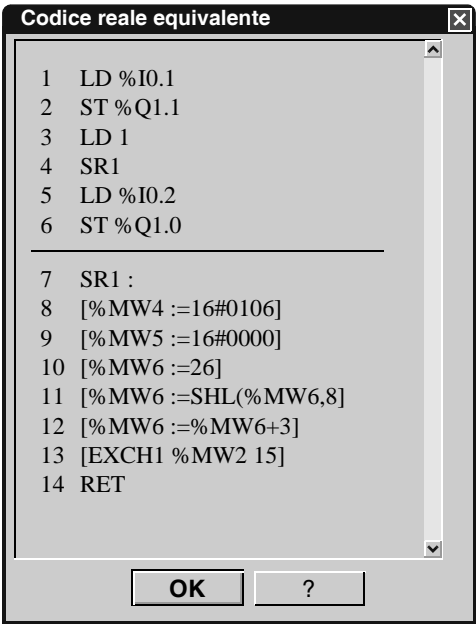 Codice reale equivalente
1 LD %I0.1
2 ST %Q1.1
3 LD 1
4 SR1
5 LD %I0.2
6 ST %Q1.0
7 SR1 :
8 [%MW4 :=16#0106]
9 [%MW5 :=16#0000]
10 [%MW6 :=26]
11 [%MW6 :=SHL(%MW6,8]
12 [%MW6 :=%MW6+3]
13 [EXCH1 %MW2 15]
14 RET
OK ?